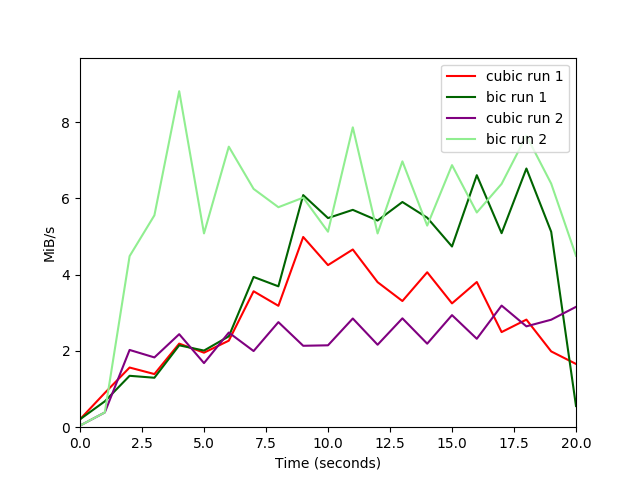 cubic run 1
bic run 1
cubic run 2
bic run 2
8
6
4
2
0
MiB/s
0.0 2.5 5.0 7.5 10.0 12.5 15.0 17.5 20.0
Time (seconds)